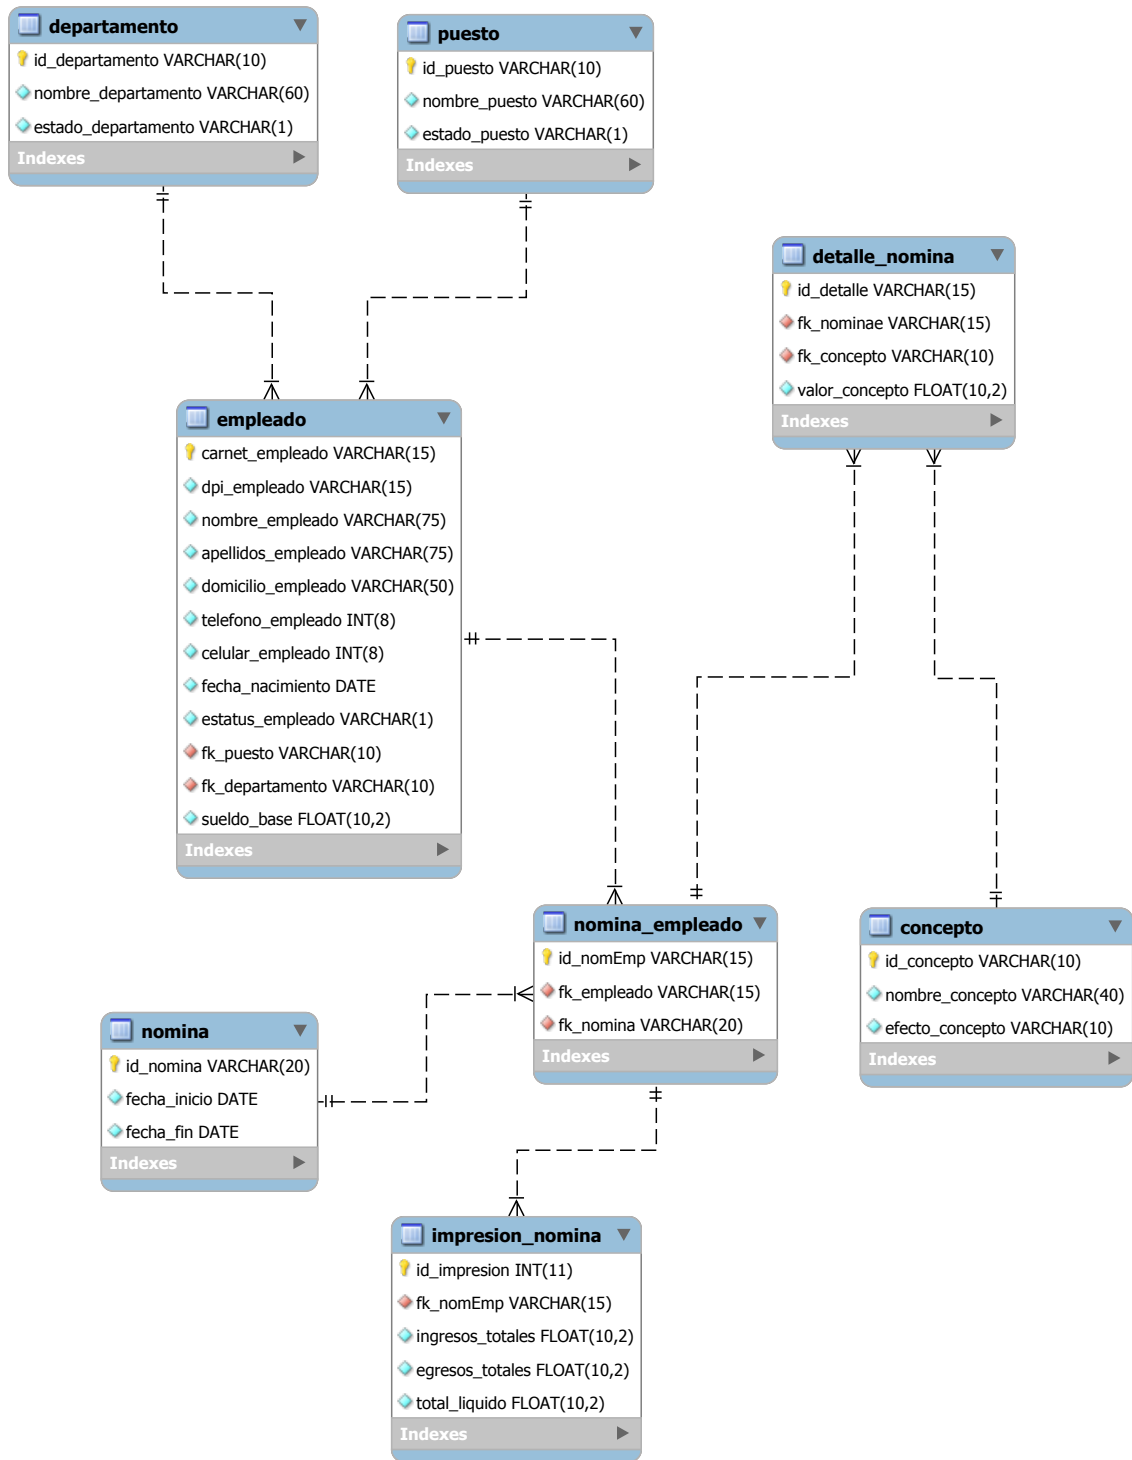 departamento
id_departamento VARCHAR(10)
nombre_departamento VARCHAR(60)
estado_departamento VARCHAR(1)
Indexes
puesto
id_puesto VARCHAR(10)
nombre_puesto VARCHAR(60)
estado_puesto VARCHAR(1)
Indexes
detalle_nomina
id_detalle VARCHAR(15)
fk_nominae VARCHAR(15)
fk_concepto VARCHAR(10)
valor_concepto FLOAT(10,2)
Indexes
empleado
carnet_empleado VARCHAR(15)
dpi_empleado VARCHAR(15)
nombre_empleado VARCHAR(75)
apellidos_empleado VARCHAR(75)
domicilio_empleado VARCHAR(50)
telefono_empleado INT(8)
celular_empleado INT(8)
fecha_nacimiento DATE
estatus_empleado VARCHAR(1)
fk_puesto VARCHAR(10)
fk_departamento VARCHAR(10)
sueldo_base FLOAT(10,2)
Indexes
nomina_empleado
id_nomEmp VARCHAR(15)
fk_empleado VARCHAR(15)
fk_nomina VARCHAR(20)
Indexes
concepto
id_concepto VARCHAR(10)
nombre_concepto VARCHAR(40)
efecto_concepto VARCHAR(10)
Indexes
nomina
id_nomina VARCHAR(20)
fecha_inicio DATE
fecha_fin DATE
Indexes
impresion_nomina
id_impresion INT(11)
fk_nomEmp VARCHAR(15)
ingresos_totales FLOAT(10,2)
egresos_totales FLOAT(10,2)
total_liquido FLOAT(10,2)
Indexes